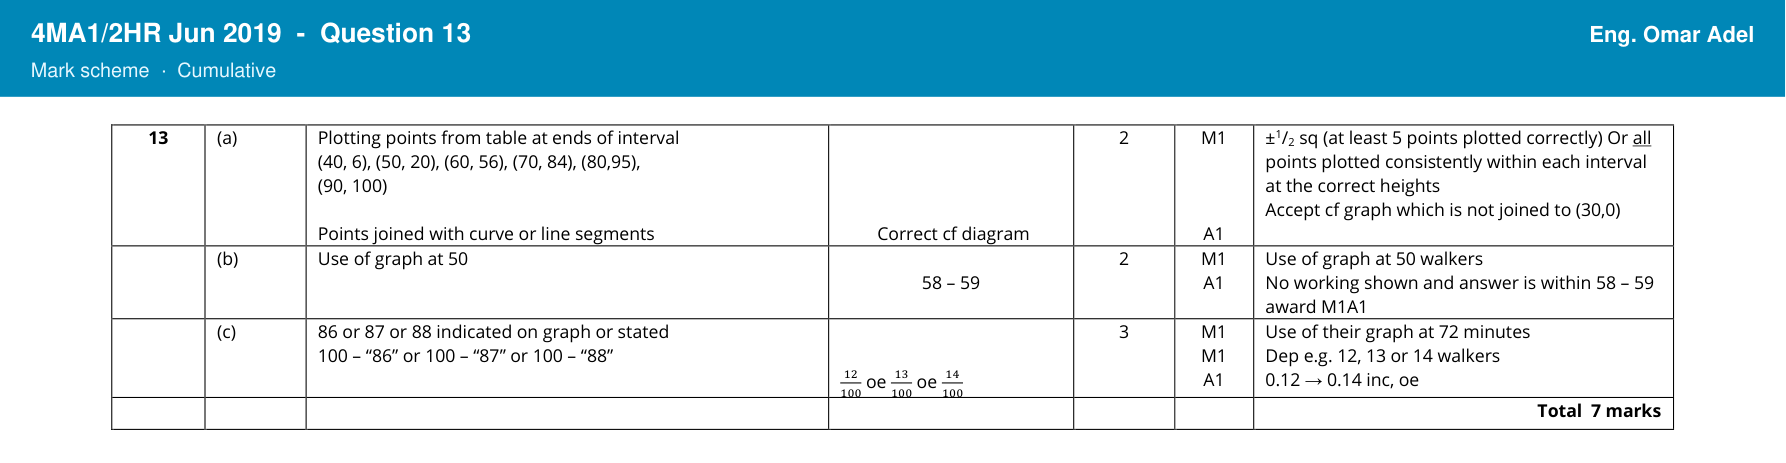 4MA1/2HR Jun 2019 - Question 13
Eng. Omar Adel
Mark scheme · Cumulative
13 (a) Plotting points from table at ends of interval 2 M1 ±1/2 sq (at least 5 points plotted correctly) Or all
(40, 6), (50, 20), (60, 56), (70, 84), (80,95), points plotted consistently within each interval
(90, 100) at the correct heights
Accept cf graph which is not joined to (30,0)
Points joined with curve or line segments Correct cf diagram A1
(b) Use of graph at 50 2 M1 Use of graph at 50 walkers
58 – 59 A1 No working shown and answer is within 58 – 59
award M1A1
(c) 86 or 87 or 88 indicated on graph or stated 3 M1 Use of their graph at 72 minutes
100 – “86” or 100 – “87” or 100 – “88” M1 Dep e.g. 12, 13 or 14 walkers
12/100 oe 13/100 oe 14/100 A1 0.12 → 0.14 inc, oe
Total 7 marks